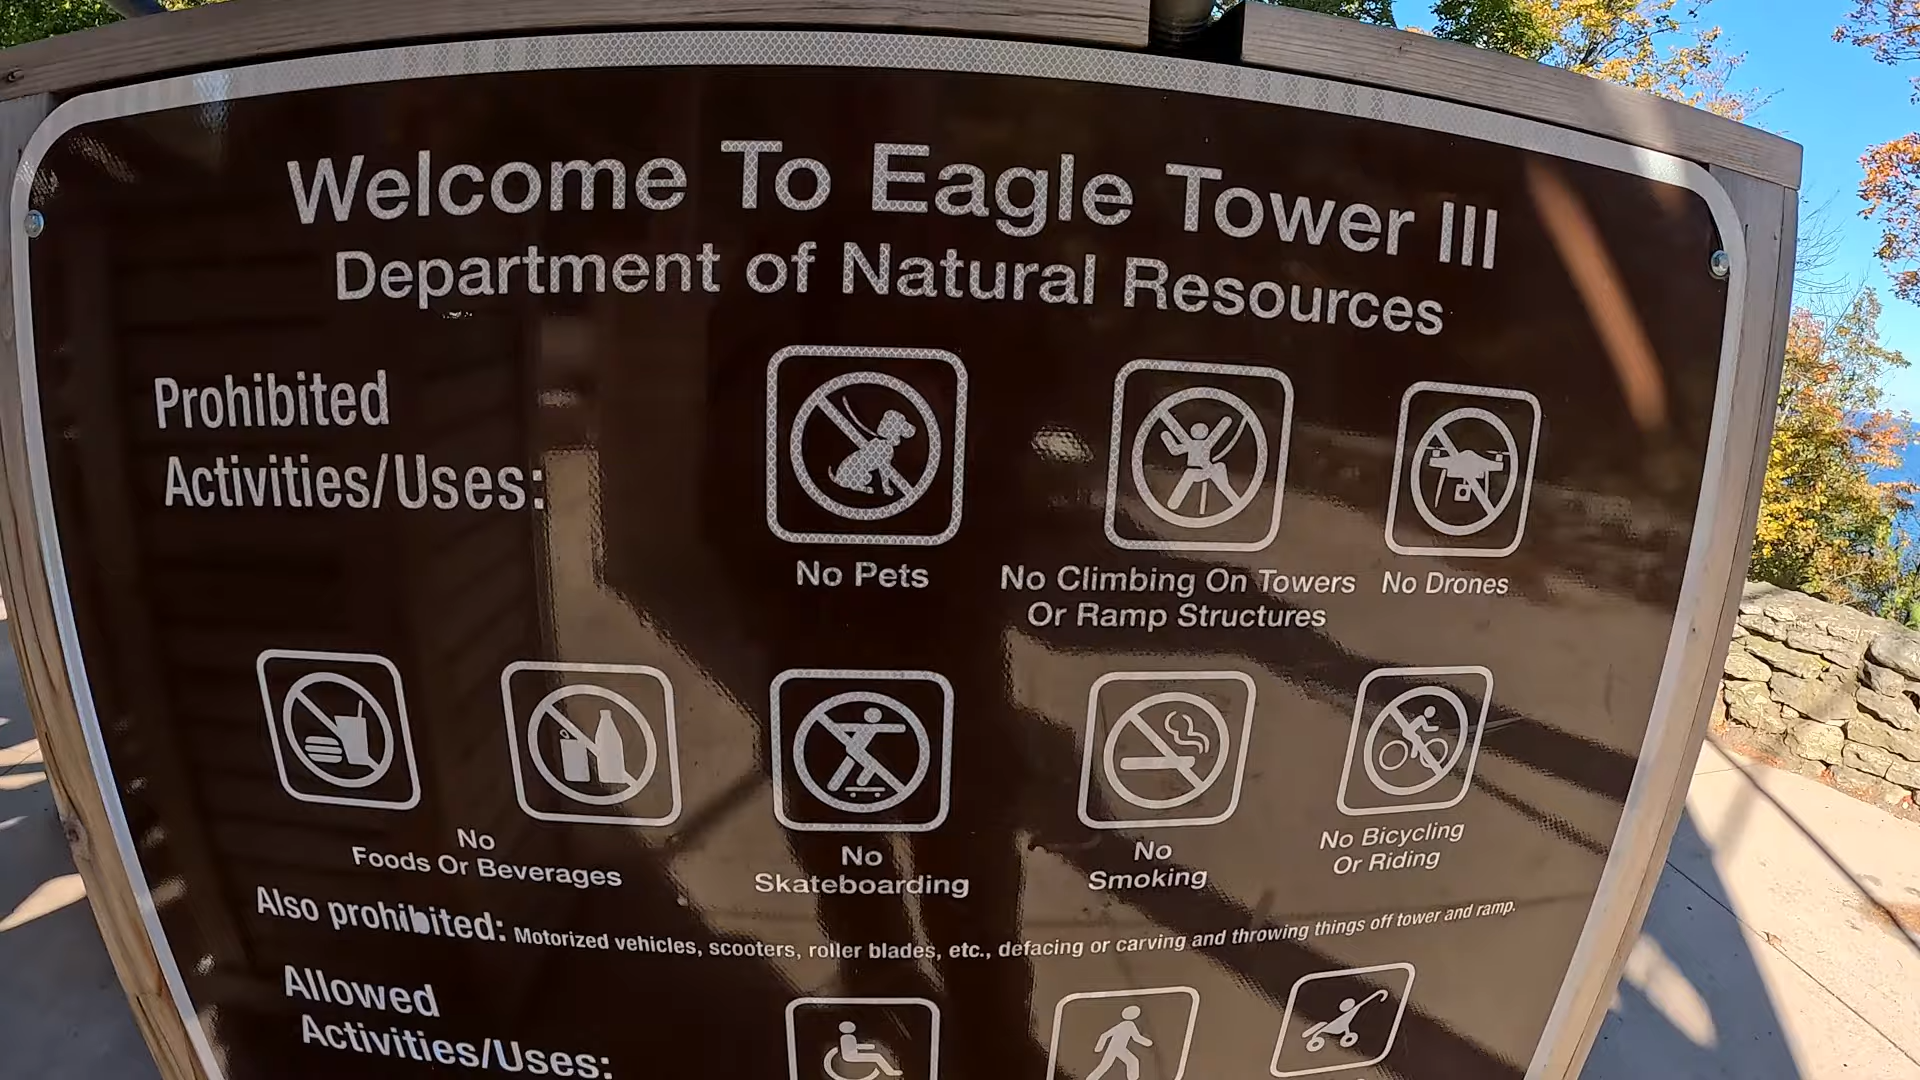 Welcome To Eagle Tower III
Department of Natural Resources
Prohibited
Activities/Uses:
No Pets
No Climbing On Towers
Or Ramp Structures
No Drones
No
Foods Or Beverages
No
Skateboarding
No
Smoking
No Bicycling
Or Riding
Also prohibited: Motorized vehicles, scooters, roller blades, etc., defacing or carving and throwing things off tower and ramp.
Allowed
Activities/Uses: